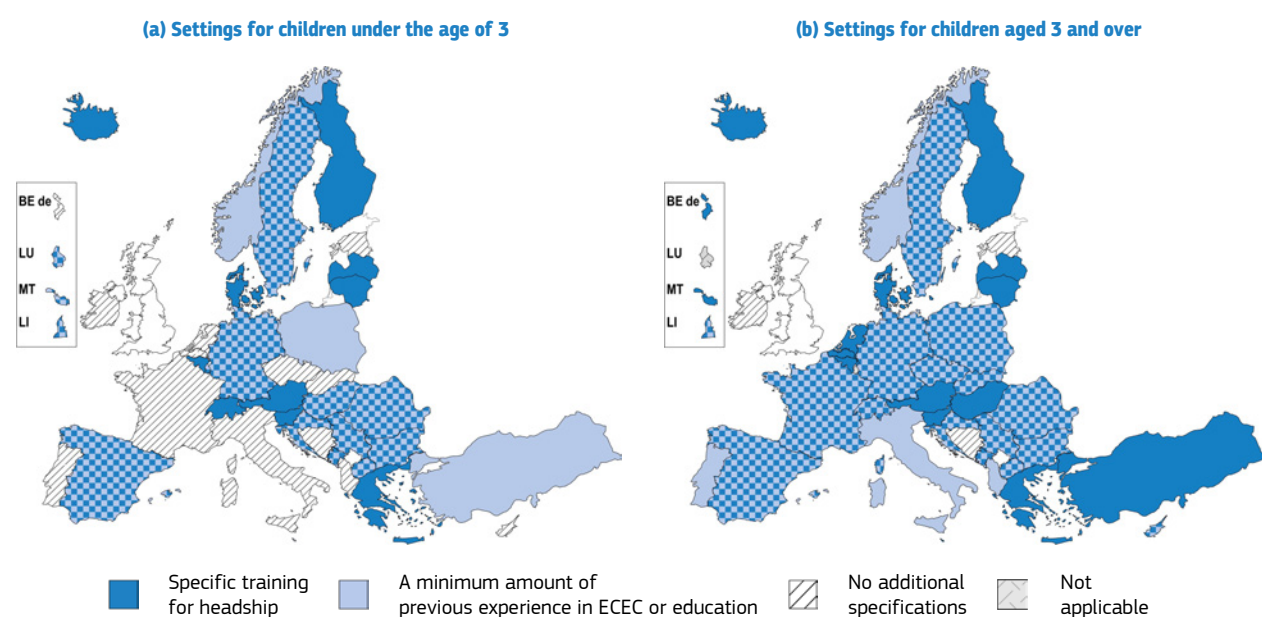 (a) Settings for children under the age of 3
(b) Settings for children aged 3 and over
BE de
LU
MT
LI
BE de
LU
MT
LI
Specific training
for headship
A minimum amount of
previous experience in ECEC or education
No additional
specifications
Not
applicable